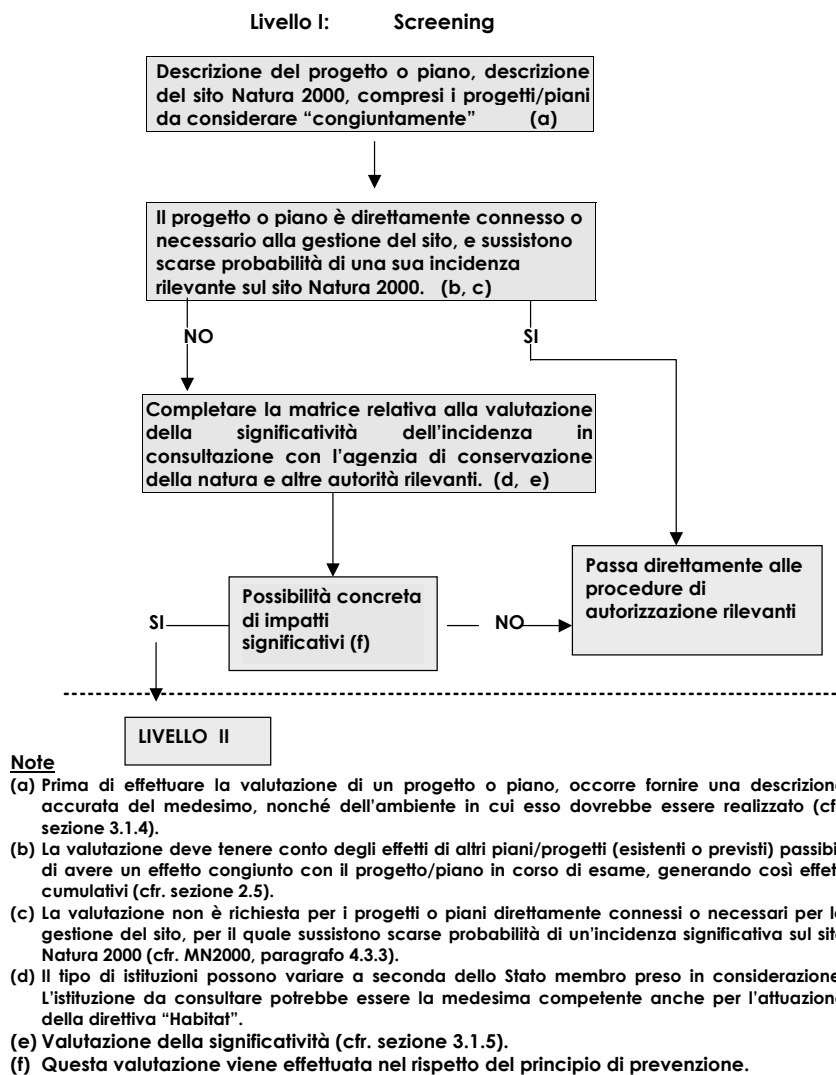 Livello I: Screening
Descrizione del progetto o piano, descrizione
del sito Natura 2000, compresi i progetti/piani
da considerare “congiuntamente” (a)
Il progetto o piano è direttamente connesso o
necessario alla gestione del sito, e sussistono
scarse probabilità di una sua incidenza
rilevante sul sito Natura 2000. (b, c)
NO SI
Completare la matrice relativa alla valutazione
della significatività dell’incidenza in
consultazione con l’agenzia di conservazione
della natura e altre autorità rilevanti. (d, e)
Passa direttamente alle
procedure di
autorizzazione rilevanti
Possibilità concreta
di impatti
significativi (f)
SI NO
LIVELLO II
Note
(a) Prima di effettuare la valutazione di un progetto o piano, occorre fornire una descrizione
accurata del medesimo, nonché dell’ambiente in cui esso dovrebbe essere realizzato (cfr
sezione 3.1.4).
(b) La valutazione deve tenere conto degli effetti di altri piani/progetti (esistenti o previsti)
di avere un effetto congiunto con il progetto/piano in corso di esame, generando così
cumulativi (cfr. sezione 2.5).
(c) La valutazione non è richiesta per i progetti o piani direttamente connessi o necessari per
gestione del sito, per il quale sussistono scarse probabilità di un’incidenza significativa sul
Natura 2000 (cfr. MN2000, paragrafo 4.3.3).
(d) Il tipo di istituzioni possono variare a seconda dello Stato membro preso in considerazione
L’istituzione da consultare potrebbe essere la medesima competente anche per l’attuazione
della direttiva “Habitat”.
(e) Valutazione della significatività (cfr. sezione 3.1.5).
(f) Questa valutazione viene effettuata nel rispetto del principio di prevenzione.